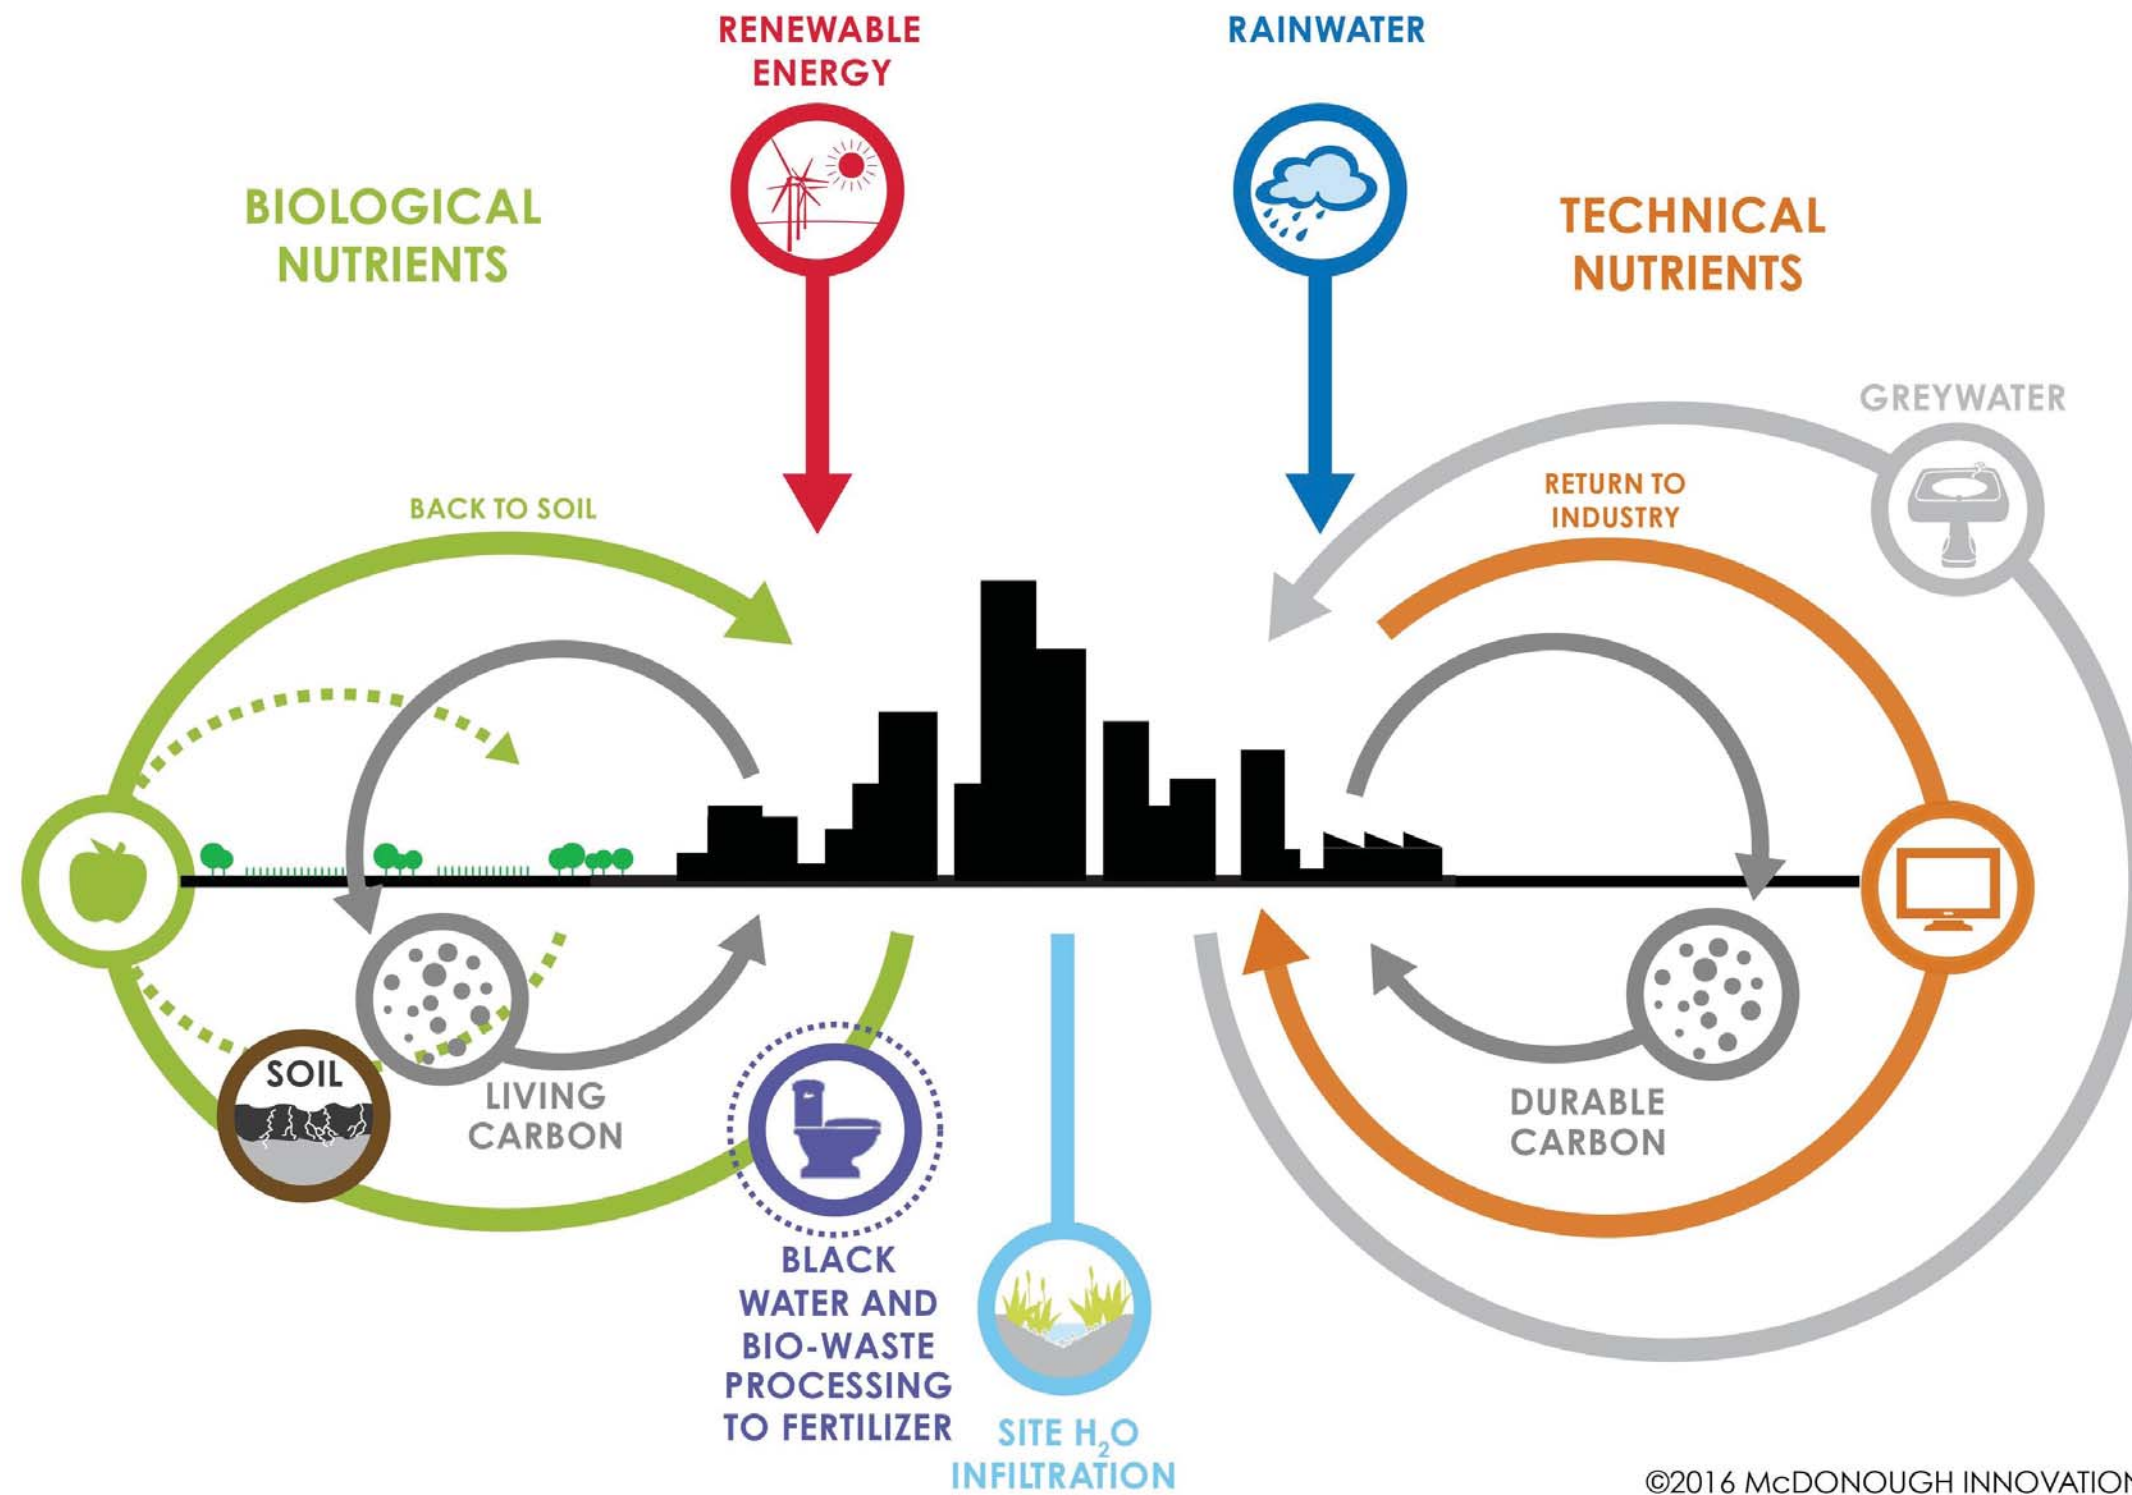 RENEWABLE
ENERGY
RAINWATER
BIOLOGICAL
NUTRIENTS
TECHNICAL
NUTRIENTS
GREYWATER
RETURN TO
INDUSTRY
BACK TO SOIL
SOIL
LIVING
CARBON
DURABLE
CARBON
BLACK
WATER AND
BIO-WASTE
PROCESSING
TO FERTILIZER
SITE H₂O
INFILTRATION
©2016 McDONOUGH INNOVATION